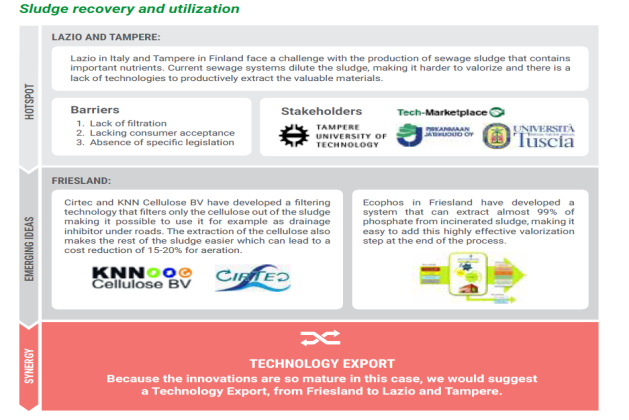 Sludge recovery and utilization
HOTSPOT
LAZIO AND TAMPERE:
Lazio in Italy and Tampere in Finland face a challenge with the production of sewage sludge that contains
important nutrients. Current sewage systems dilute the sludge, making it harder to valorize and there is a
lack of technologies to productively extract the valuable materials.
Barriers
1. Lack of filtration
2. Lacking consumer acceptance
3. Absence of specific legislation
Stakeholders
Tech-Marketplace
TAMPERE
UNIVERSITY OF
TECHNOLOGY
PIRKANMAAN
JÄTEHUOLTO OY
UNIVERSITÀ
Tuscia
EMERGING IDEAS
FRIESLAND:
Cirtec and KNN Cellulose BV have developed a filtering
technology that filters only the cellulose out of the sludge
making it possible to use it for example as drainage
inhibitor under roads. The extraction of the cellulose also
makes the rest of the sludge easier which can lead to a
cost reduction of 15-20% for aeration.
KNN
Cellulose BV
CIRTEC
Ecophos in Friesland have developed a
system that can extract almost 99% of
phosphate from incinerated sludge, making it
easy to add this highly effective valorization
step at the end of the process.
SYNERGY
TECHNOLOGY EXPORT
Because the innovations are so mature in this case, we would suggest
a Technology Export, from Friesland to Lazio and Tampere.